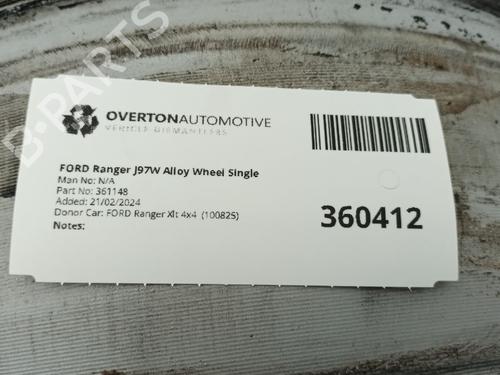 OVERTONAUTOMOTIVE
VEHICLE DISMANTLERS
FORD Ranger J97W Alloy Wheel Single
Man No: N/A
Part No: 361148
Added: 21/02/2024
Donor Car: FORD Ranger Xlt 4x4 (100825)
Notes:
360412
B-PARTS